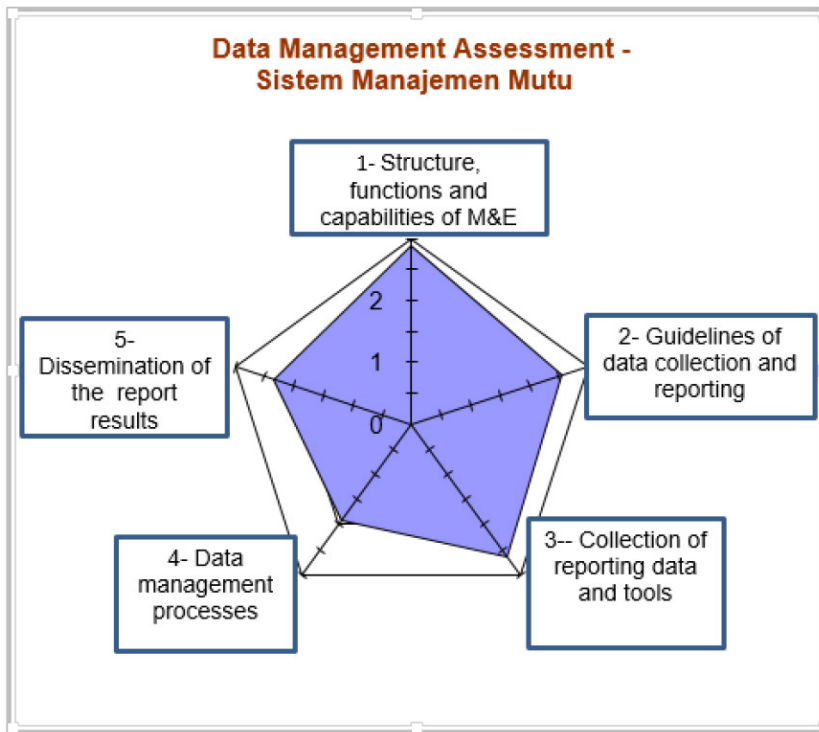 Data Management Assessment -
Sistem Manajemen Mutu
1- Structure,
functions and
capabilities of M&E
2
1
0
2- Guidelines of
data collection and
reporting
3-- Collection of
reporting data
and tools
4- Data
management
processes
5-
Dissemination of
the report
results